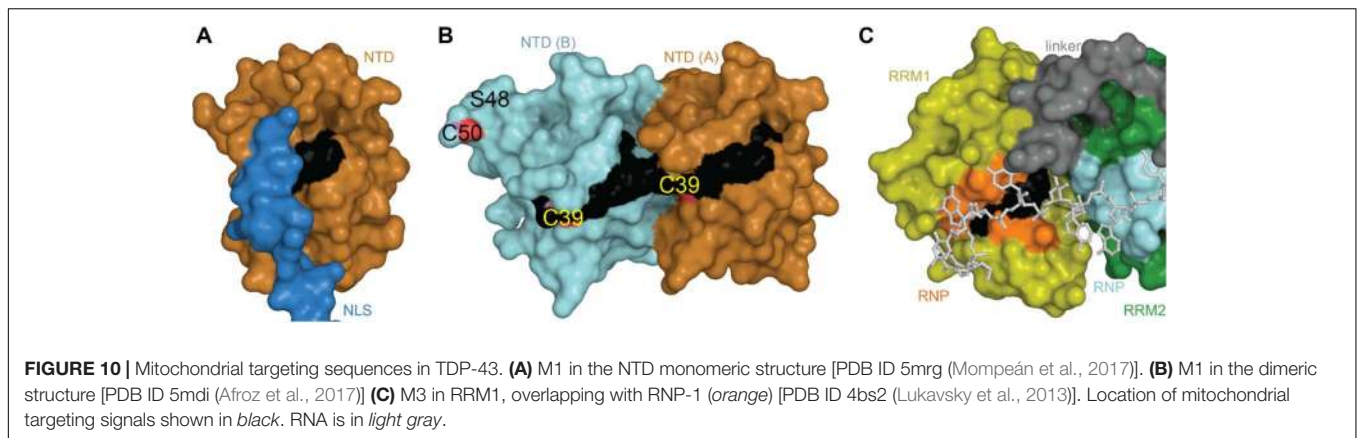 A
NTD
NLS
B
NTD (B)
NTD (A)
S48
C50
C39
C39
C
linker
RRM1
RNP
RNP
RRM2
FIGURE 10 | Mitochondrial targeting sequences in TDP-43. (A) M1 in the NTD monomeric structure [PDB ID 5mrg (Mompeán et al., 2017)]. (B) M1 in the dimeric
structure [PDB ID 5mdi (Afroz et al., 2017)] (C) M3 in RRM1, overlapping with RNP-1 (orange) [PDB ID 4bs2 (Lukavsky et al., 2013)]. Location of mitochondrial
targeting signals shown in black. RNA is in light gray.